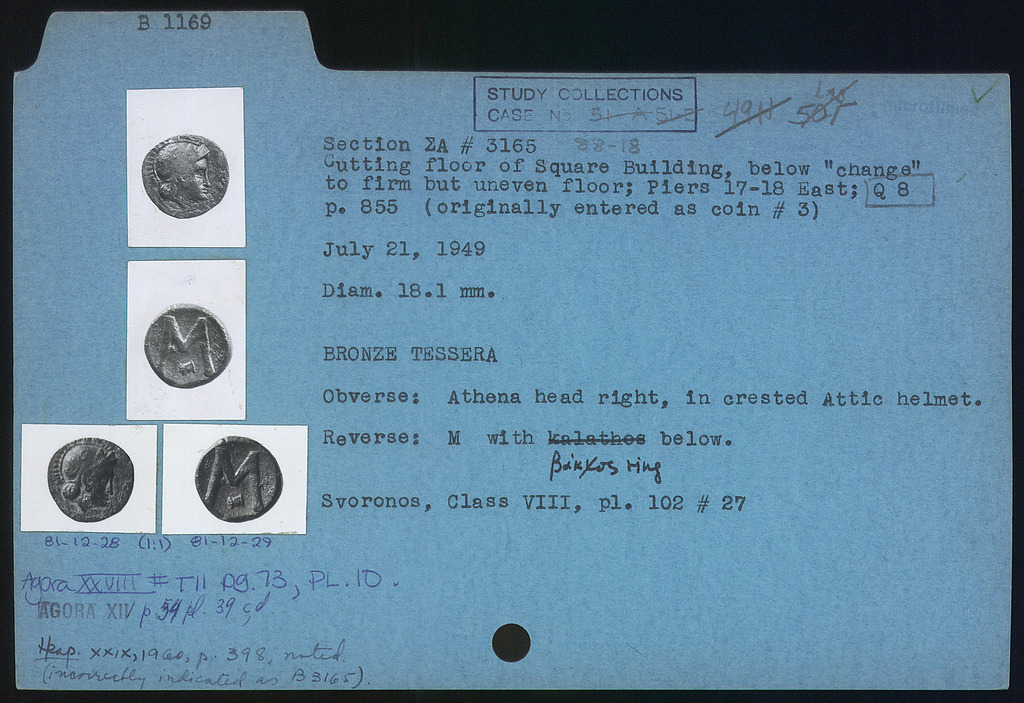 B 1169
STUDY COLLECTIONS
CASE No 51-A 51-E 49H 50T
Section ΣA # 3165 88-18
Cutting floor of Square Building, below "change"
to firm but uneven floor; Piers 17-18 East; Q 8
p. 855 (originally entered as coin # 3)
July 21, 1949
Diam. 18.1 mm.
BRONZE TESSERA
Obverse: Athena head right, in crested Attic helmet.
Reverse: M with kalathos below.
βάκχος ring
Svoronos, Class VIII, pl. 102 # 27
81-12-28 (1:1) 81-12-29
Agora XXVIII # T11 pg. 73, PL. 10.
AGORA XIV p. 54 pl. 39 c, d
Hesp. XXIX, 1960, p. 398, noted.
(incorrectly indicated as B 3165).